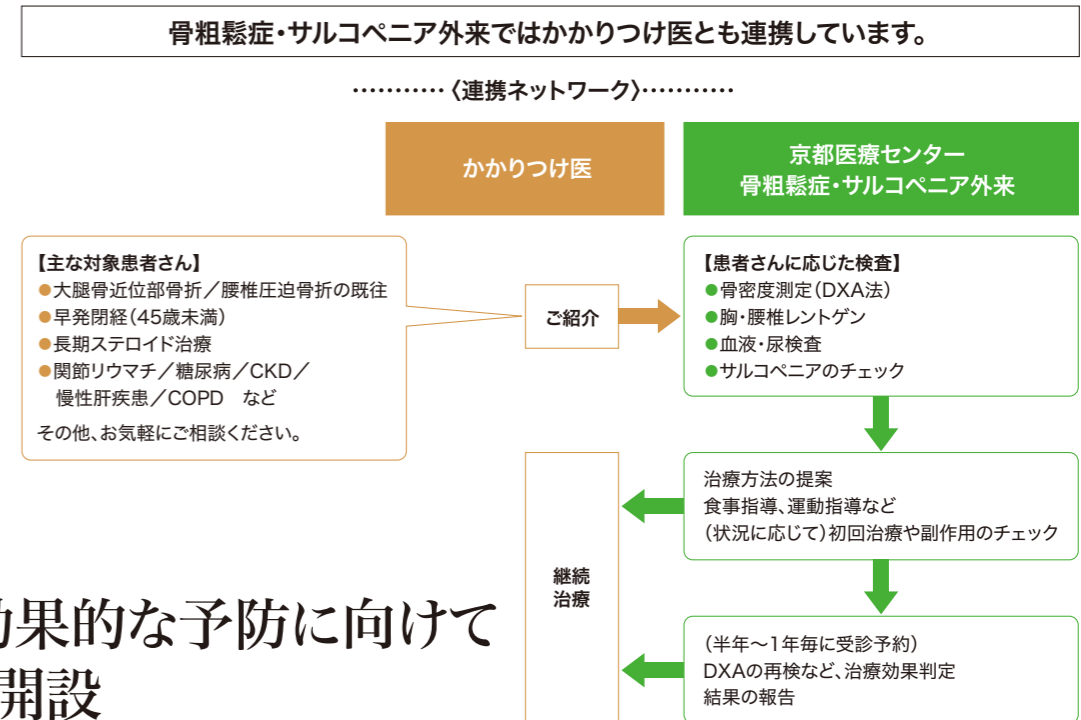 骨粗鬆症・サルコペニア外来ではかかりつけ医とも連携しています。
………… 〈連携ネットワーク〉…………
かかりつけ医
京都医療センター
骨粗鬆症・サルコペニア外来
【主な対象患者さん】
●大腿骨近位部骨折／腰椎圧迫骨折の既往
●早発閉経（45歳未満）
●長期ステロイド治療
●関節リウマチ／糖尿病／CKD／
慢性肝疾患／COPD　など
その他、お気軽にご相談ください。
ご紹介
【患者さんに応じた検査】
●骨密度測定（DXA法）
●胸・腰椎レントゲン
●血液・尿検査
●サルコペニアのチェック
治療方法の提案
食事指導、運動指導など
（状況に応じて）初回治療や副作用のチェック
継続
治療
（半年～1年毎に受診予約）
DXAの再検など、治療効果判定
結果の報告
果的な予防に向けて
開設